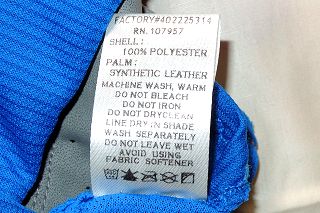 FACTORY#402225314
RN. 107957
SHELL:
100% POLYESTER
PALM:
SYNTHETIC LEATHER
MACHINE WASH, WARM
DO NOT BLEACH
DO NOT IRON
DO NOT DRYCLEAN
LINE DRY IN SHADE
WASH SEPARATELY
DO NOT LEAVE WET
AVOID USING
FABRIC SOFTENER